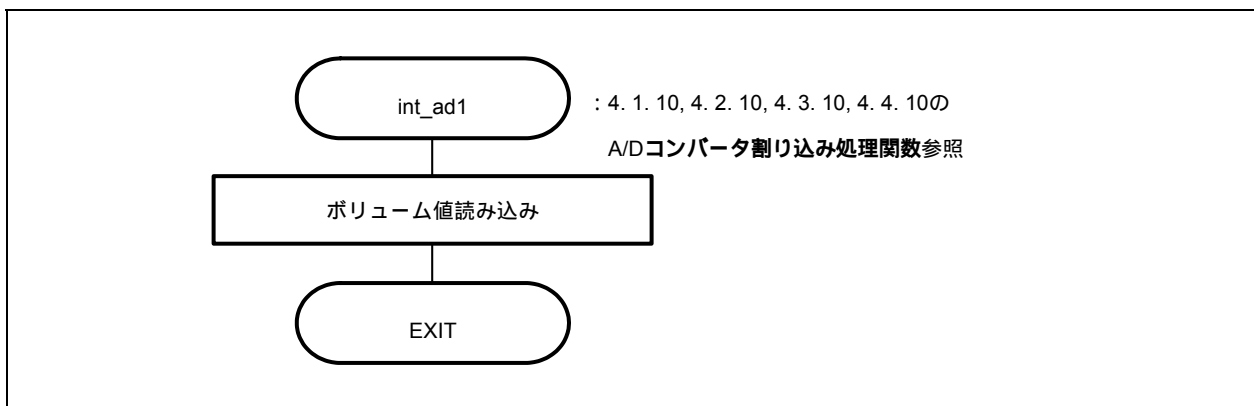 int_ad1
：4. 1. 10, 4. 2. 10, 4. 3. 10, 4. 4. 10の
A/Dコンバータ割り込み処理関数参照
ボリューム値読み込み
EXIT